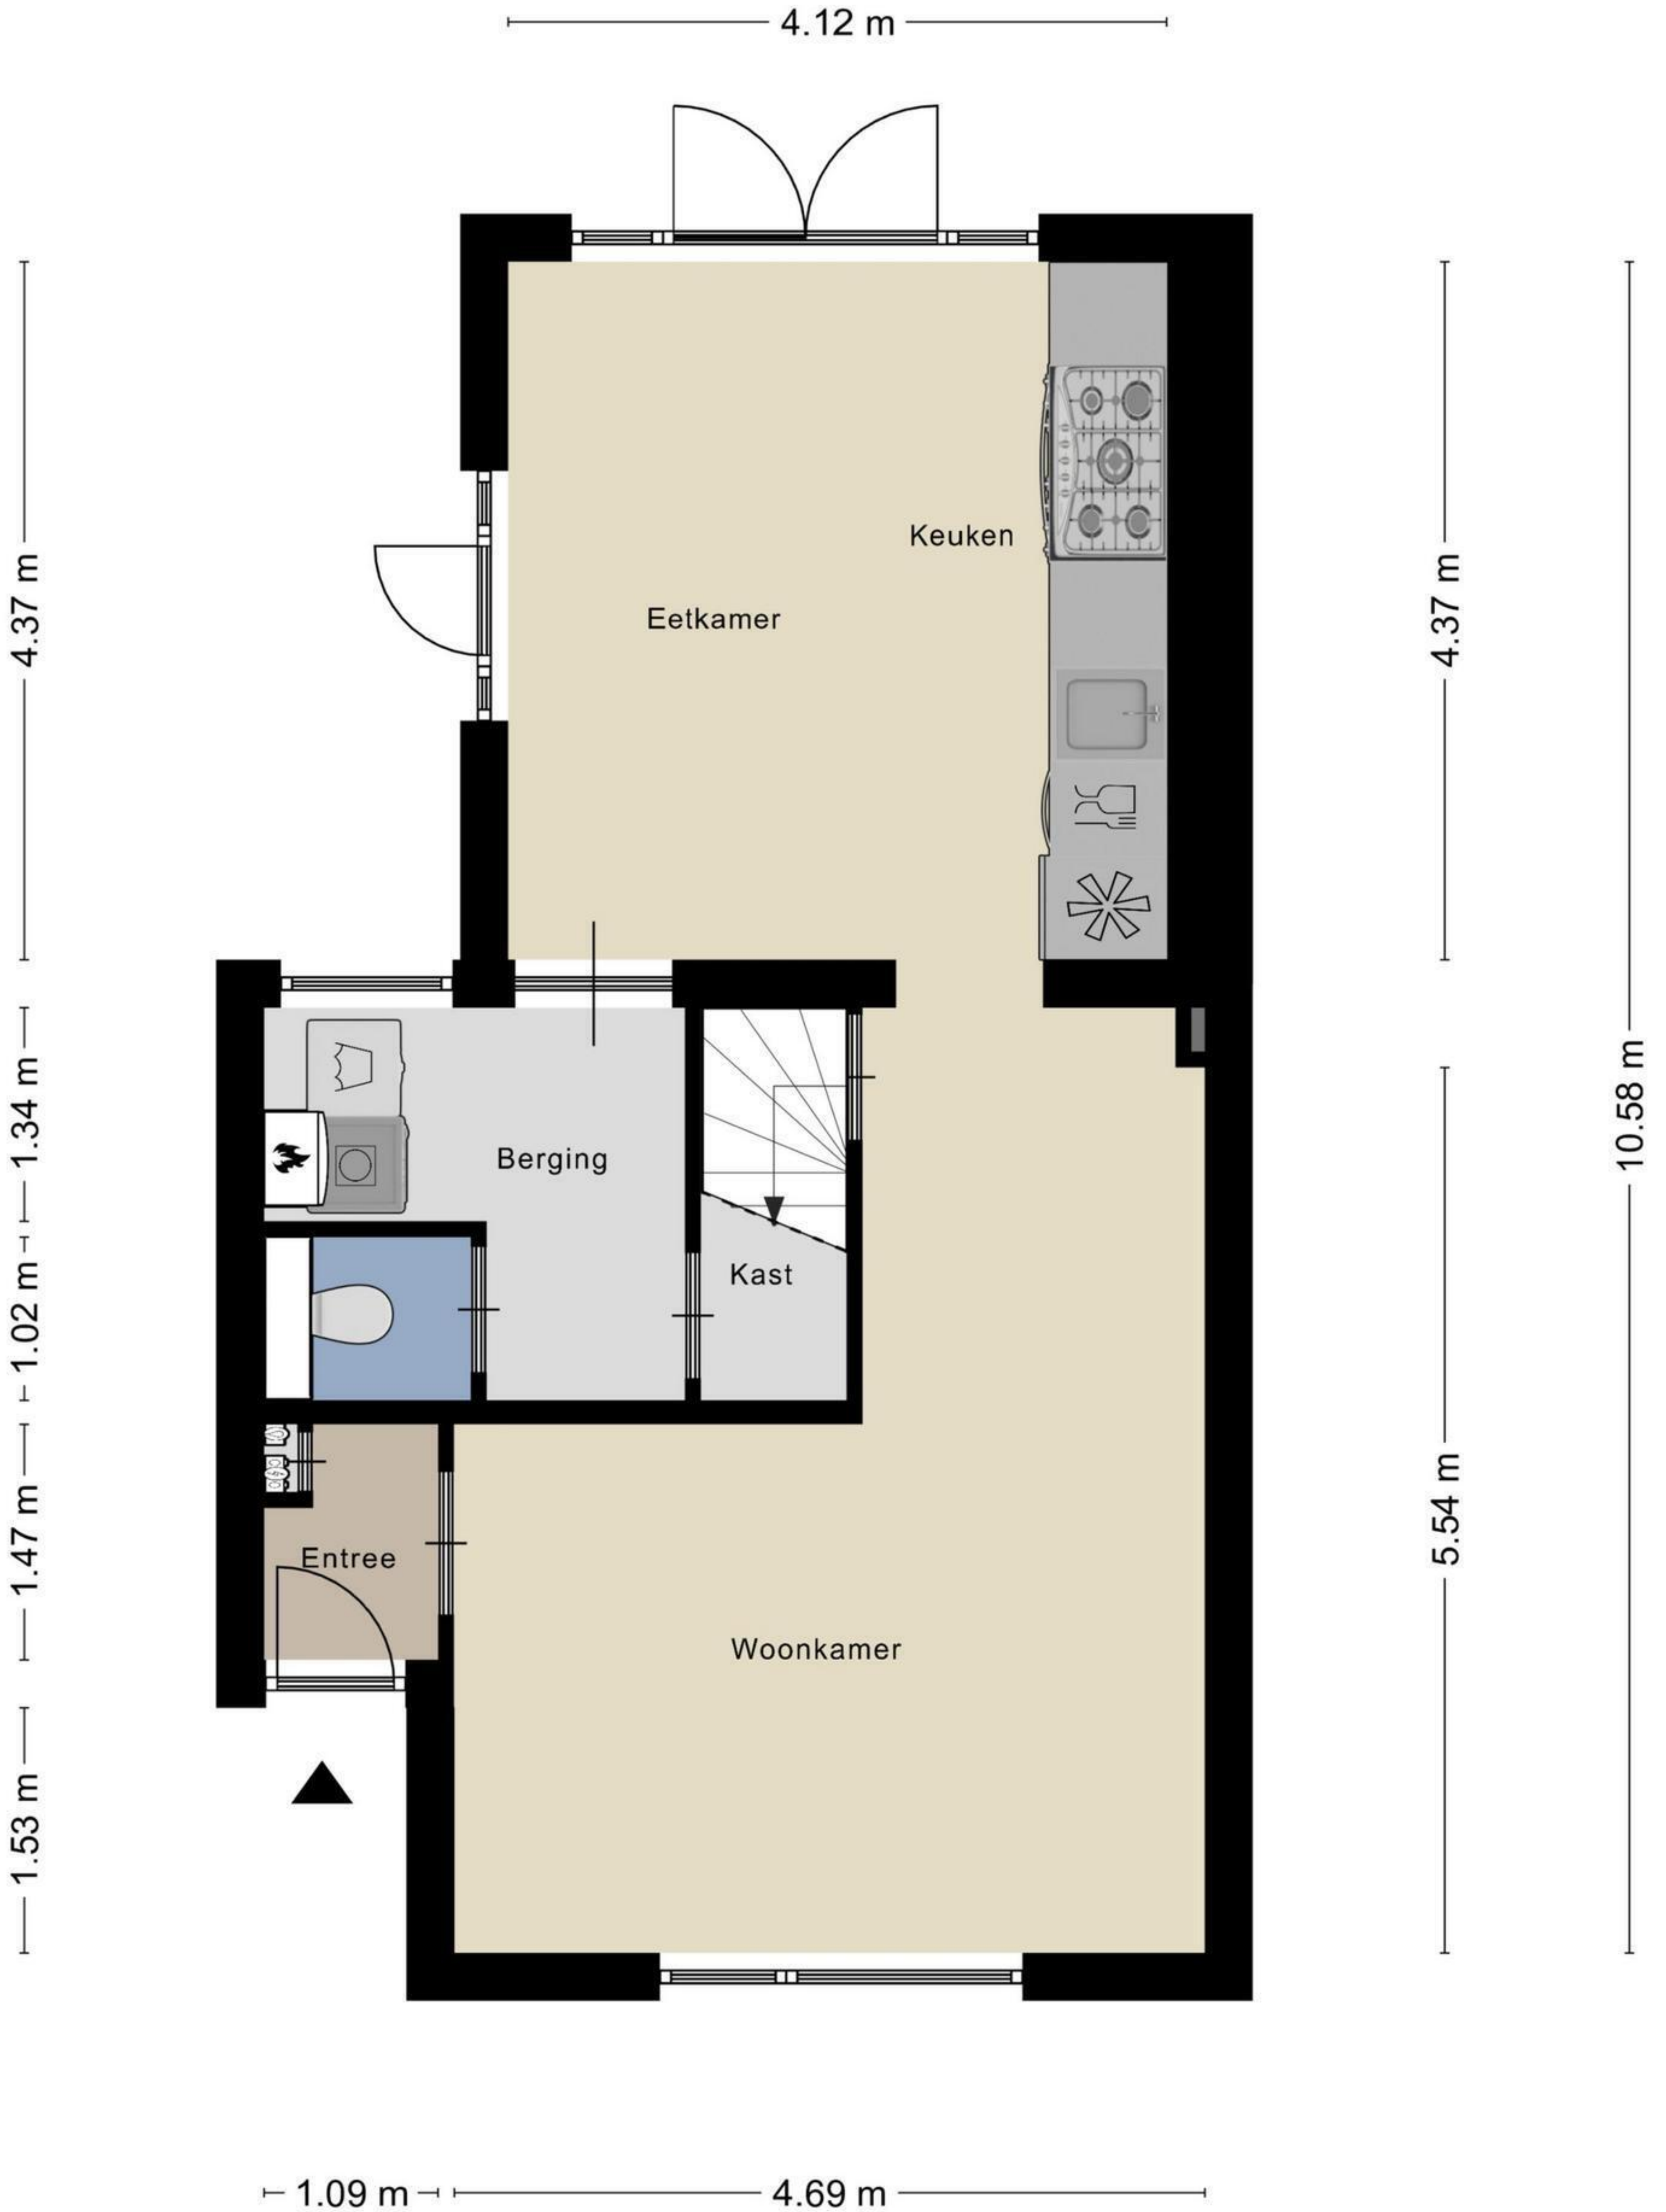 4.12 m
4.37 m
Keuken
4.37 m
Eetkamer
1.34 m
10.58 m
Berging
Kast
1.02 m
5.54 m
1.47 m
Entree
Woonkamer
1.53 m
1.09 m
4.69 m